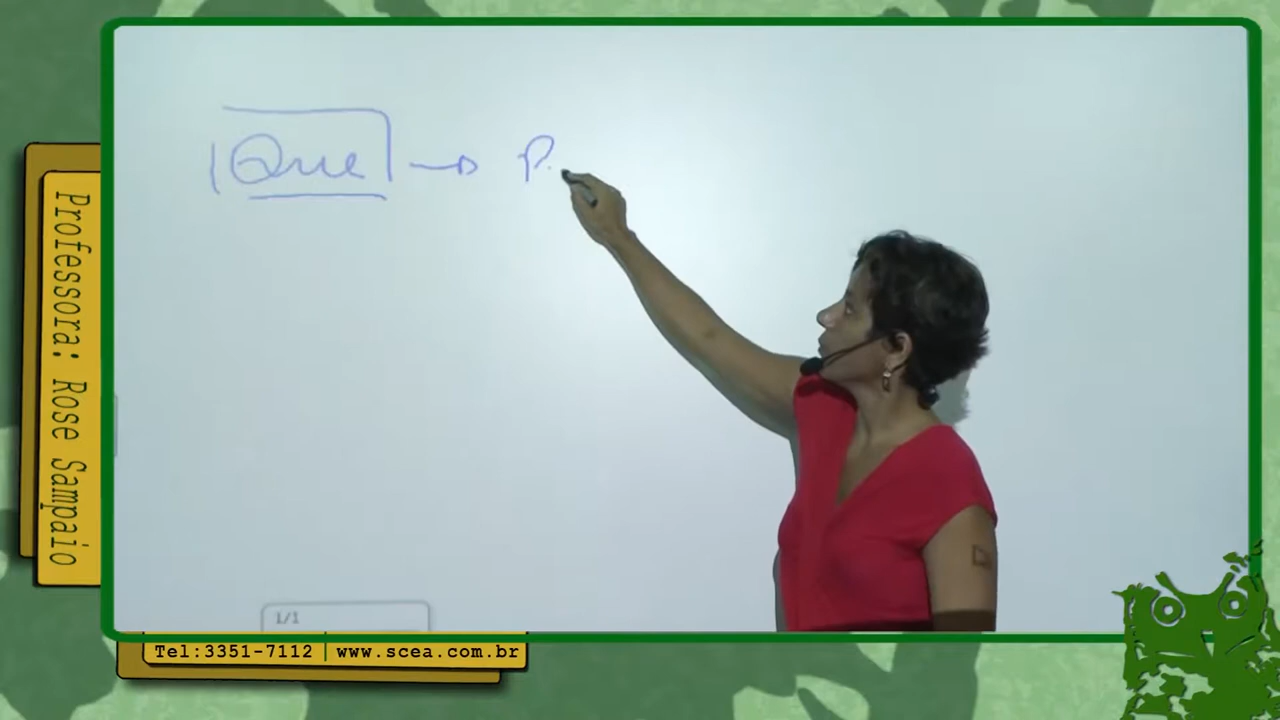 Que → P.
Professora: Rose Sampaio
1/1
Tel:3351-7112 | www.scea.com.br